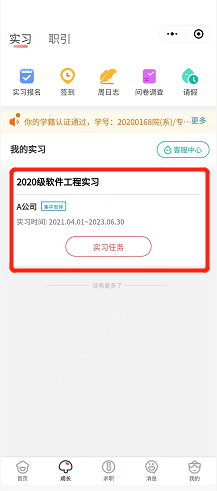 实习 职引
实习报名 签到 周日志 问卷调查 请假
你的学籍认证通过，学号：20200168院(系)/专... 更多
我的实习 客服中心
2020级软件工程实习
A公司 集中安排
实习时间: 2021.04.01~2023.06.30
实习任务
没有更多了
首页 成长 求职 消息 我的